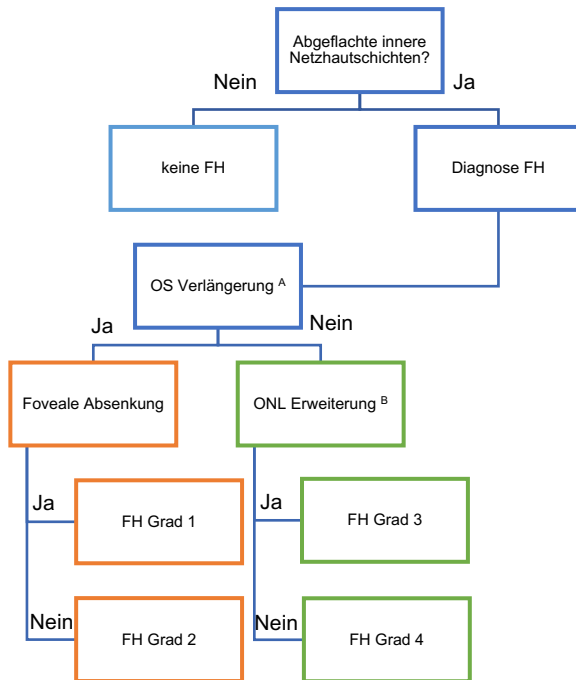 Abgeflachte innere
Netzhautschichten?
Nein
Ja
keine FH
Diagnose FH
OS Verlängerung A
Ja
Nein
Foveale Absenkung
ONL Erweiterung B
Ja
FH Grad 1
Ja
FH Grad 3
Nein
FH Grad 2
Nein
FH Grad 4